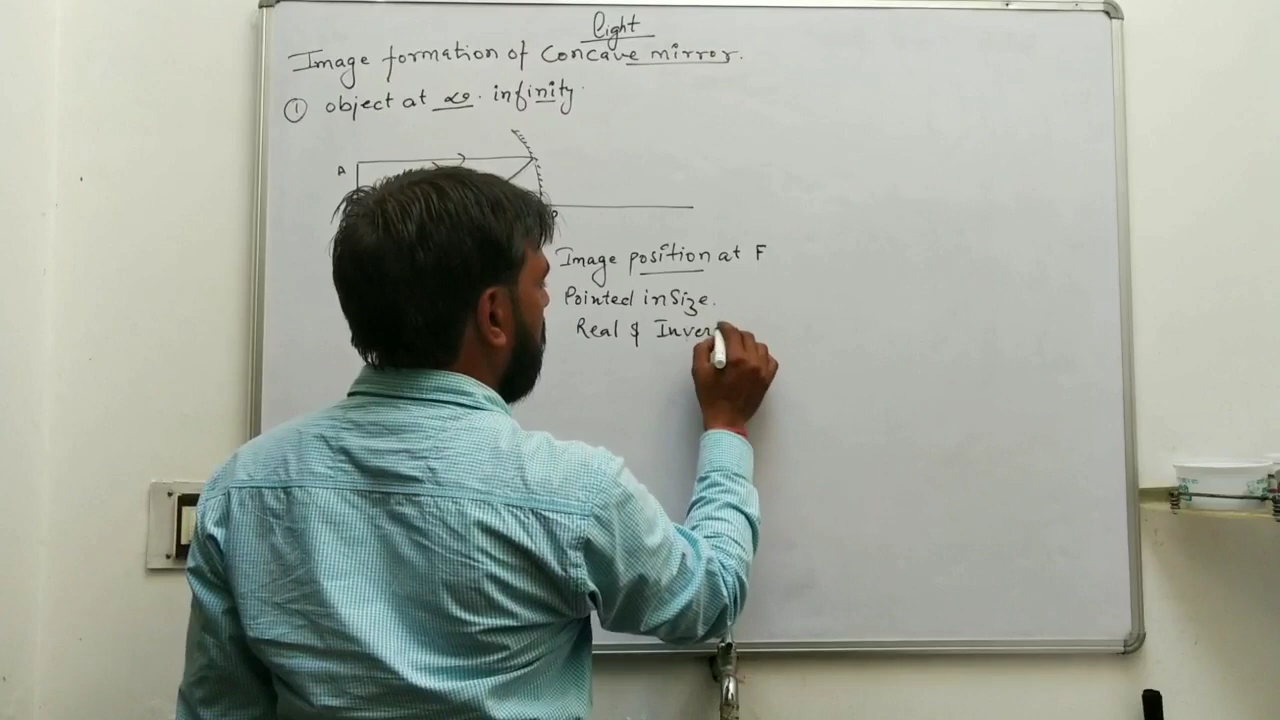 light
Image formation of Concave mirror.
① object at ∞. infinity.
A
P
Image position at F
Pointed in Size.
Real & Inver